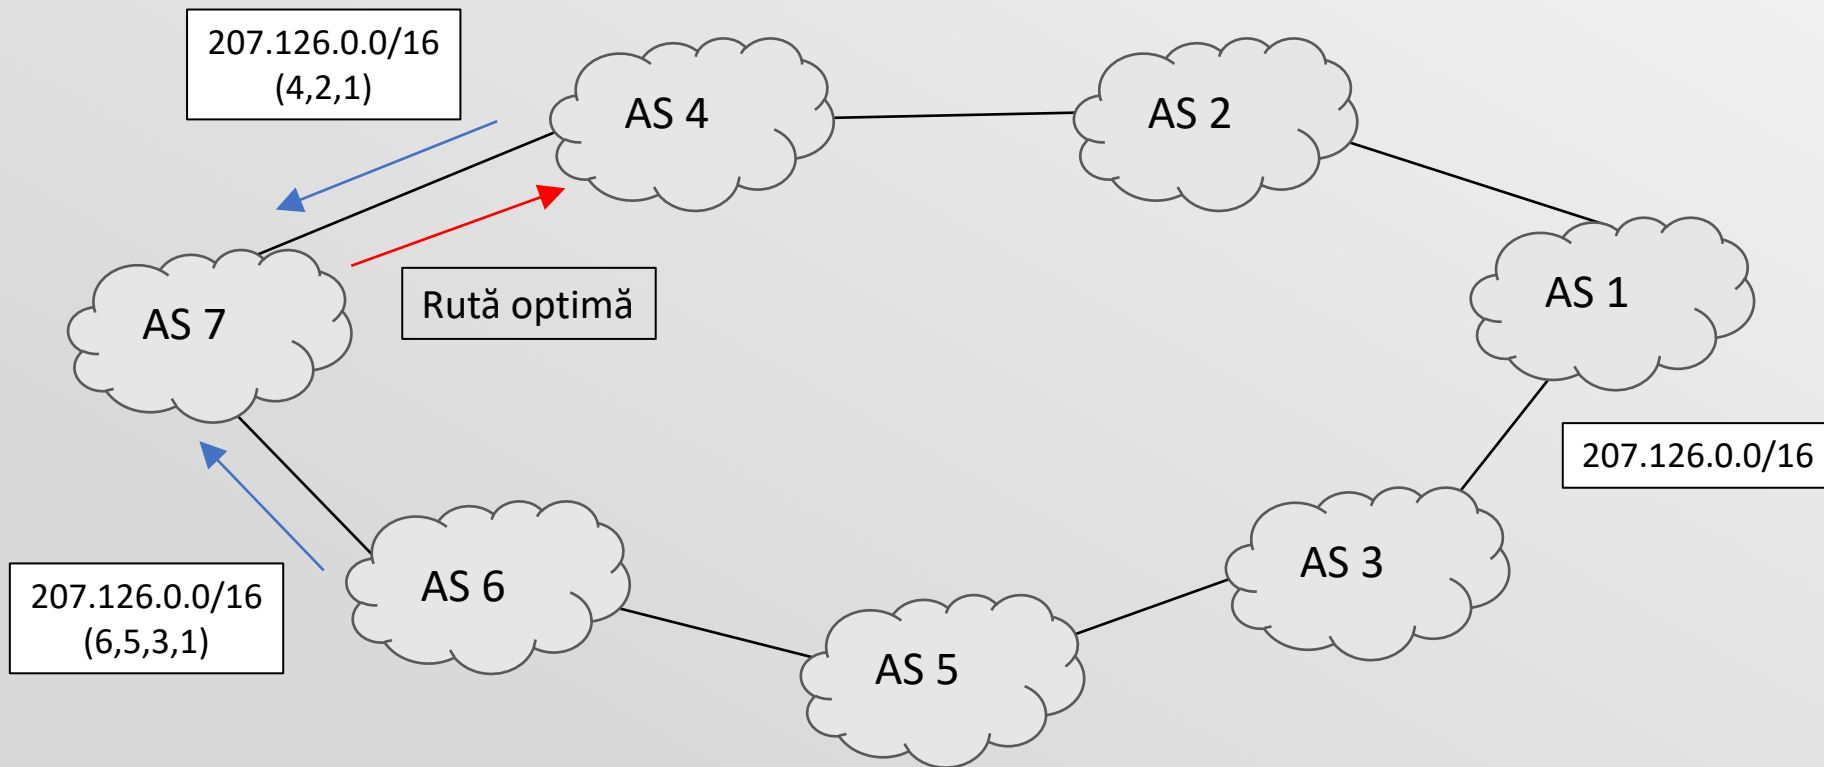 207.126.0.0/16
(4,2,1)
AS 4
AS 2
AS 7
Rută optimă
AS 1
207.126.0.0/16
AS 3
AS 6
207.126.0.0/16
(6,5,3,1)
AS 5